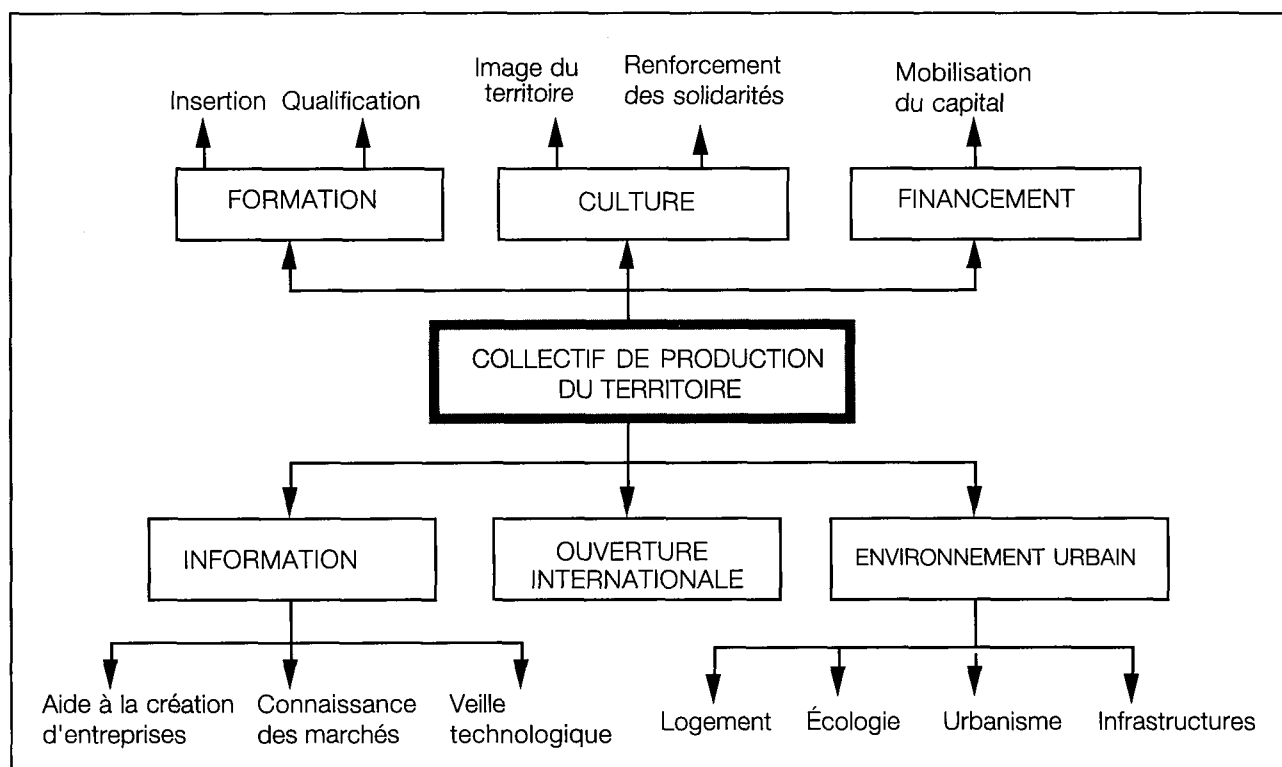 Insertion
Qualification
Image du
territoire
Renforcement
des solidarités
Mobilisation
du capital
FORMATION
CULTURE
FINANCEMENT
COLLECTIF DE PRODUCTION
DU TERRITOIRE
INFORMATION
OUVERTURE
INTERNATIONALE
ENVIRONNEMENT URBAIN
Aide à la création
d'entreprises
Connaissance
des marchés
Veille
technologique
Logement
Écologie
Urbanisme
Infrastructures